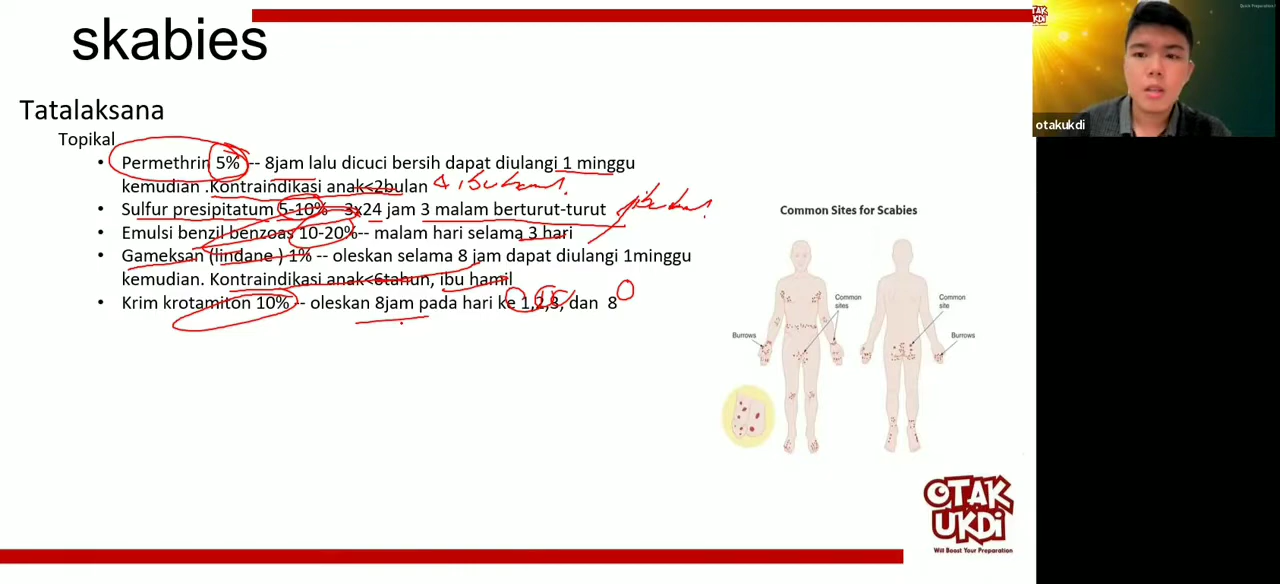 skabies
Tatalaksana
Topikal
• Permethrin 5% -- 8jam lalu dicuci bersih dapat diulangi 1 minggu
kemudian .Kontraindikasi anak<2bulan
• Sulfur presipitatum 5-10% 3x24 jam 3 malam berturut-turut
• Emulsi benzil benzoas 10-20%-- malam hari selama 3 hari
• Gameksan (lindane ) 1% -- oleskan selama 8 jam dapat diulangi 1minggu
kemudian. Kontraindikasi anak<6tahun, ibu hamil
• Krim krotamiton 10% -- oleskan 8jam pada hari ke 1,2,3, dan 8
Common Sites for Scabies
Common
sites
Common
site
Burrows
Burrows
OTAK
UKDi
Will Boost Your Preparation
OTAK
UKDI
Quick Preparation
otakukdi